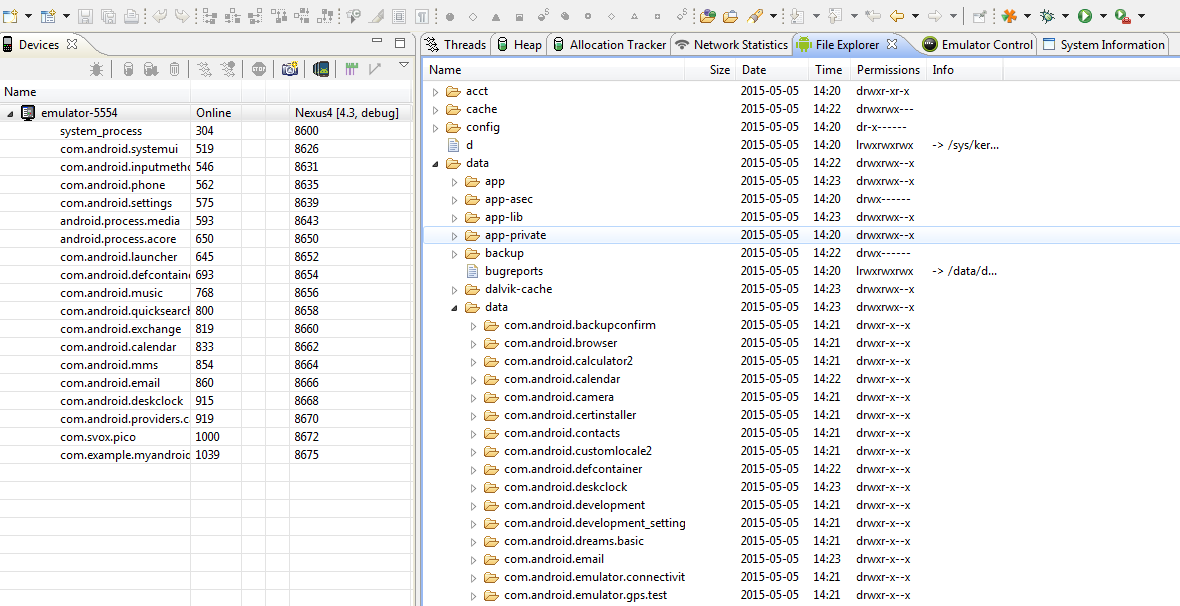 Devices
Name
emulator-5554 Online Nexus4 [4.3, debug]
system_process 304 8600
com.android.systemui 519 8626
com.android.inputmetho 546 8631
com.android.phone 562 8635
com.android.settings 575 8639
android.process.media 593 8643
android.process.acore 650 8650
com.android.launcher 645 8652
com.android.defcontaine 693 8654
com.android.music 768 8656
com.android.quicksearch 800 8658
com.android.exchange 819 8660
com.android.calendar 833 8662
com.android.mms 854 8664
com.android.email 860 8666
com.android.deskclock 915 8668
com.android.providers.c 919 8670
com.svox.pico 1000 8672
com.example.myandroid 1039 8675
Threads Heap Allocation Tracker Network Statistics File Explorer Emulator Control System Information
Name Size Date Time Permissions Info
acct 2015-05-05 14:20 drwxr-xr-x
cache 2015-05-05 14:22 drwxrwx---
config 2015-05-05 14:20 dr-x------
d 2015-05-05 14:20 lrwxrwxrwx -> /sys/ker...
data 2015-05-05 14:22 drwxrwx--x
app 2015-05-05 14:23 drwxrwx--x
app-asec 2015-05-05 14:20 drwx------
app-lib 2015-05-05 14:23 drwxrwx--x
app-private 2015-05-05 14:20 drwxrwx--x
backup 2015-05-05 14:22 drwx------
bugreports 2015-05-05 14:20 lrwxrwxrwx -> /data/d...
dalvik-cache 2015-05-05 14:23 drwxrwx--x
data 2015-05-05 14:23 drwxrwx--x
com.android.backupconfirm 2015-05-05 14:21 drwxr-x--x
com.android.browser 2015-05-05 14:21 drwxr-x--x
com.android.calculator2 2015-05-05 14:21 drwxr-x--x
com.android.calendar 2015-05-05 14:22 drwxr-x--x
com.android.camera 2015-05-05 14:21 drwxr-x--x
com.android.certinstaller 2015-05-05 14:21 drwxr-x--x
com.android.contacts 2015-05-05 14:21 drwxr-x--x
com.android.customlocale2 2015-05-05 14:21 drwxr-x--x
com.android.defcontainer 2015-05-05 14:22 drwxr-x--x
com.android.deskclock 2015-05-05 14:23 drwxr-x--x
com.android.development 2015-05-05 14:21 drwxr-x--x
com.android.development_setting 2015-05-05 14:21 drwxr-x--x
com.android.dreams.basic 2015-05-05 14:21 drwxr-x--x
com.android.email 2015-05-05 14:23 drwxr-x--x
com.android.emulator.connectivit 2015-05-05 14:21 drwxr-x--x
com.android.emulator.gps.test 2015-05-05 14:21 drwxr-x--x